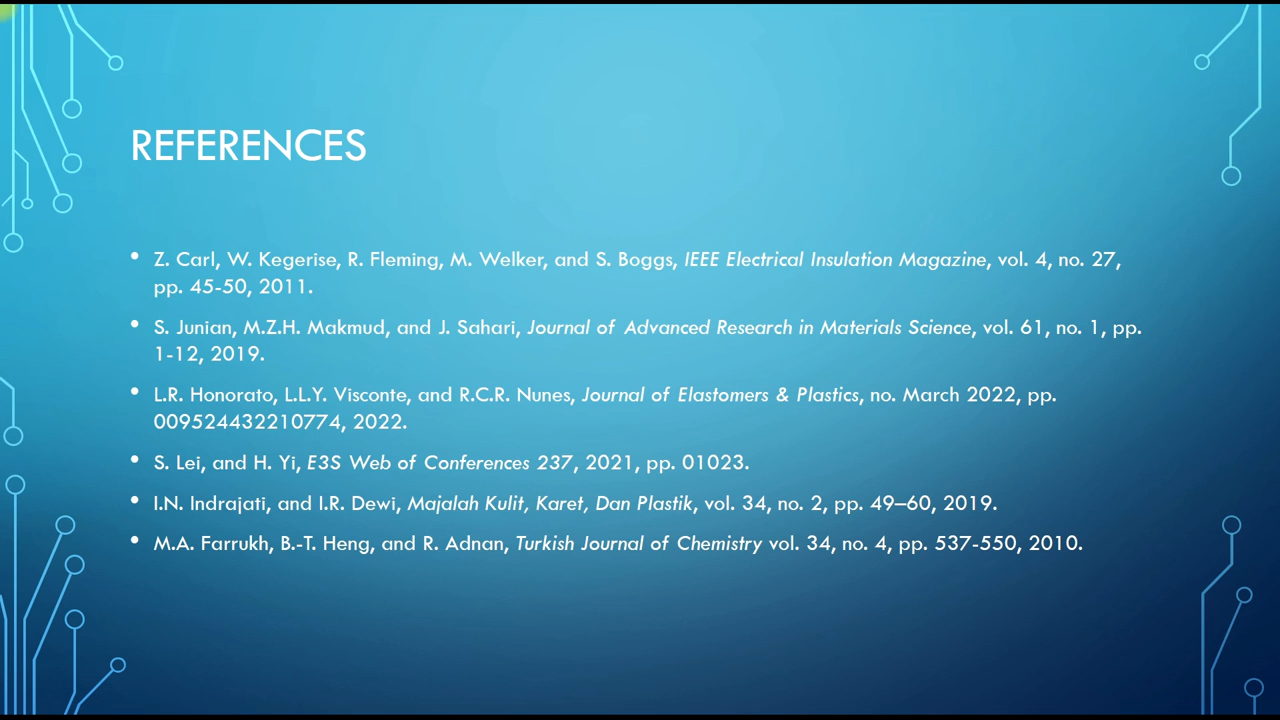 REFERENCES
• Z. Carl, W. Kegerise, R. Fleming, M. Welker, and S. Boggs, IEEE Electrical Insulation Magazine, vol. 4, no. 27,
pp. 45-50, 2011.
• S. Junian, M.Z.H. Makmud, and J. Sahari, Journal of Advanced Research in Materials Science, vol. 61, no. 1, pp.
1-12, 2019.
• L.R. Honorato, L.L.Y. Visconte, and R.C.R. Nunes, Journal of Elastomers & Plastics, no. March 2022, pp.
009524432210774, 2022.
• S. Lei, and H. Yi, E3S Web of Conferences 237, 2021, pp. 01023.
• I.N. Indrajati, and I.R. Dewi, Majalah Kulit, Karet, Dan Plastik, vol. 34, no. 2, pp. 49–60, 2019.
• M.A. Farrukh, B.-T. Heng, and R. Adnan, Turkish Journal of Chemistry vol. 34, no. 4, pp. 537-550, 2010.